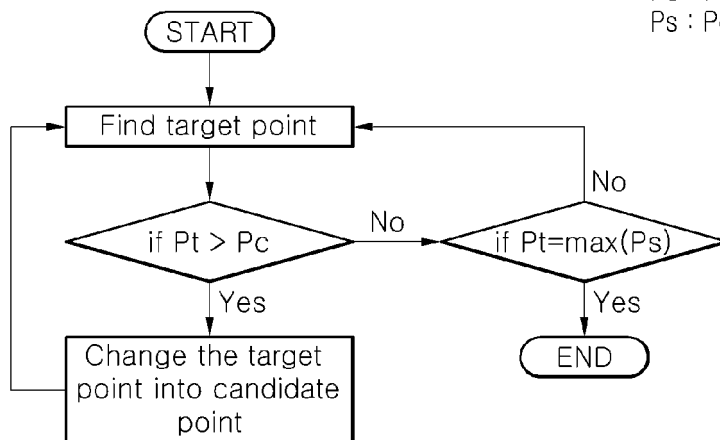 Ps :
START
Find target point
No
if Pt > Pc
No
if Pt=max(Ps)
Yes
Yes
Change the target
point into candidate
point
END